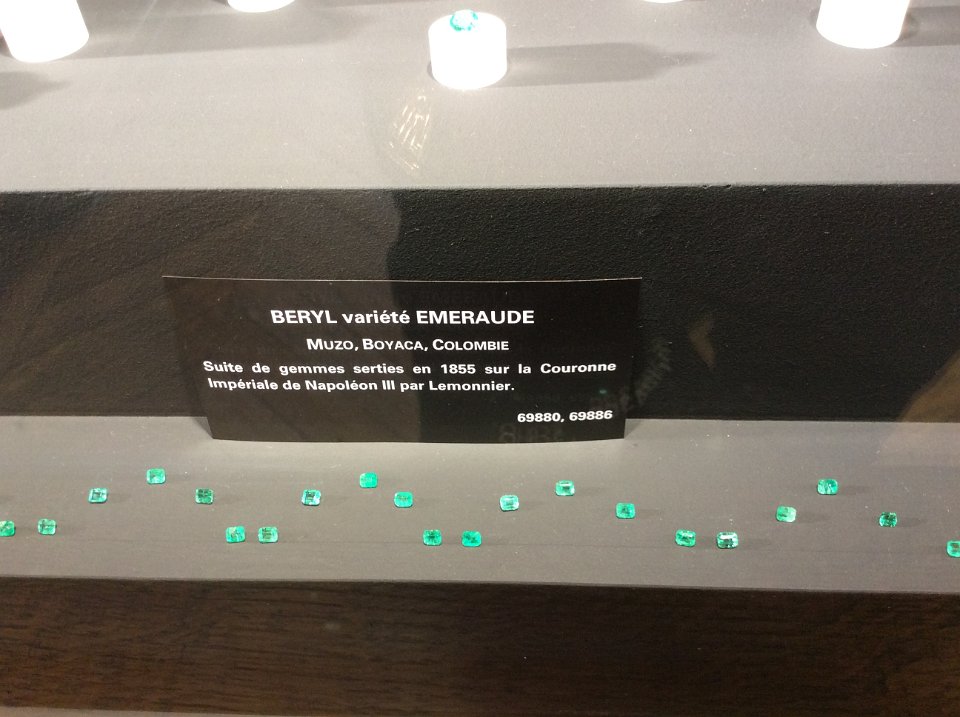 BERYL variété EMERAUDE
MUZO, BOYACA, COLOMBIE
Suite de gemmes serties en 1855 sur la Couronne
Impériale de Napoléon III par Lemonnier.
69880, 69886